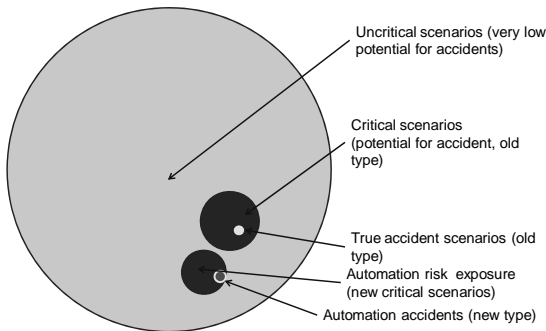 Uncritical scenarios (very low
potential for accidents)
Critical scenarios
(potential for accident, old
type)
True accident scenarios (old
type)
Automation risk exposure
(new critical scenarios)
Automation accidents (new type)